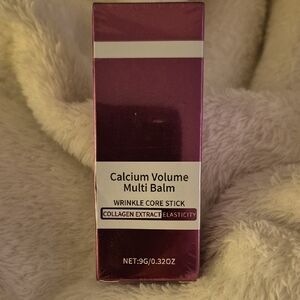 Calcium Volume
Multi Balm
WRINKLE CORE STICK
COLLAGEN EXTRACT ELASTICITY
NET:9G/0.32OZ